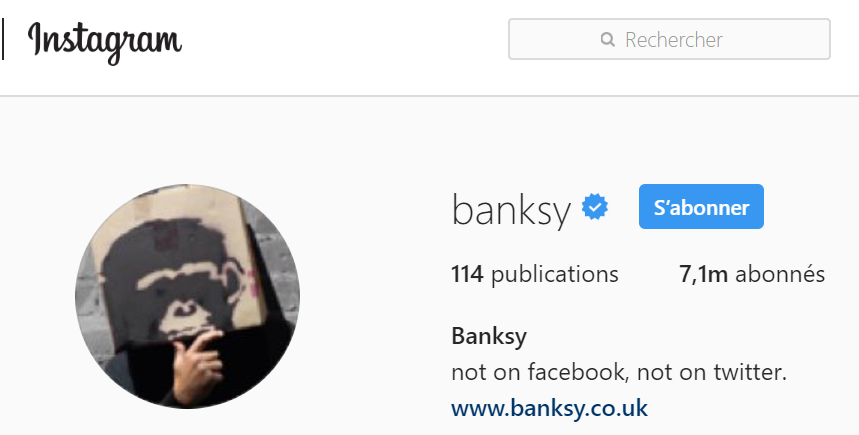 Instagram
Rechercher
banksy
S'abonner
114 publications 7,1m abonnés
Banksy
not on facebook, not on twitter.
www.banksy.co.uk